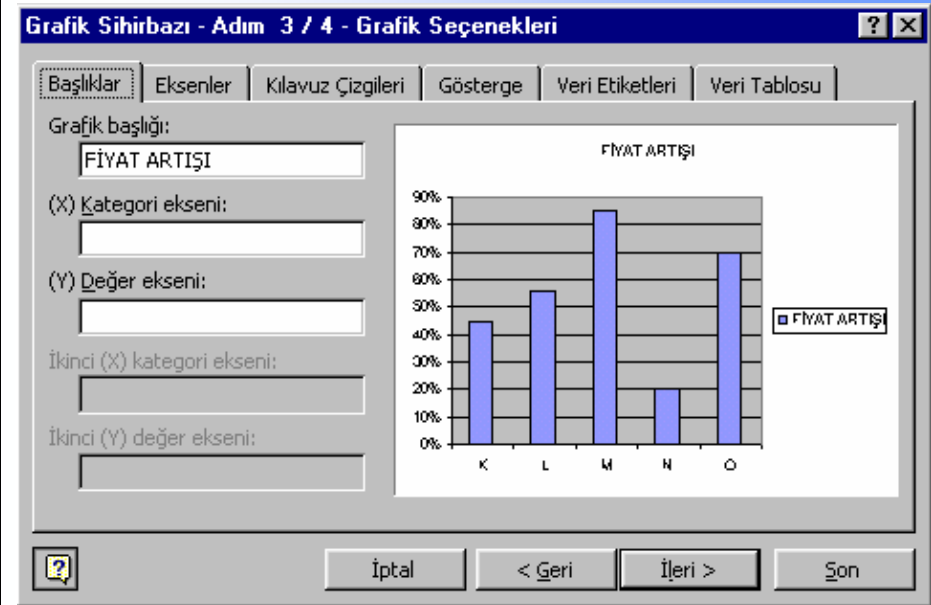 Grafik Sihirbazı - Adım 3 / 4 - Grafik Seçenekleri
Başlıklar Eksenler Kılavuz Çizgileri Gösterge Veri Etiketleri Veri Tablosu
Grafik başlığı:
FİYAT ARTIŞI
(X) Kategori ekseni:
(Y) Değer ekseni:
İkinci (X) kategori ekseni:
İkinci (Y) değer ekseni:
FİYAT ARTIŞI
90%
80%
70%
60%
50%
40%
30%
20%
10%
0%
K L M N O
FİYAT ARTIŞI
İptal < Geri İleri > Son